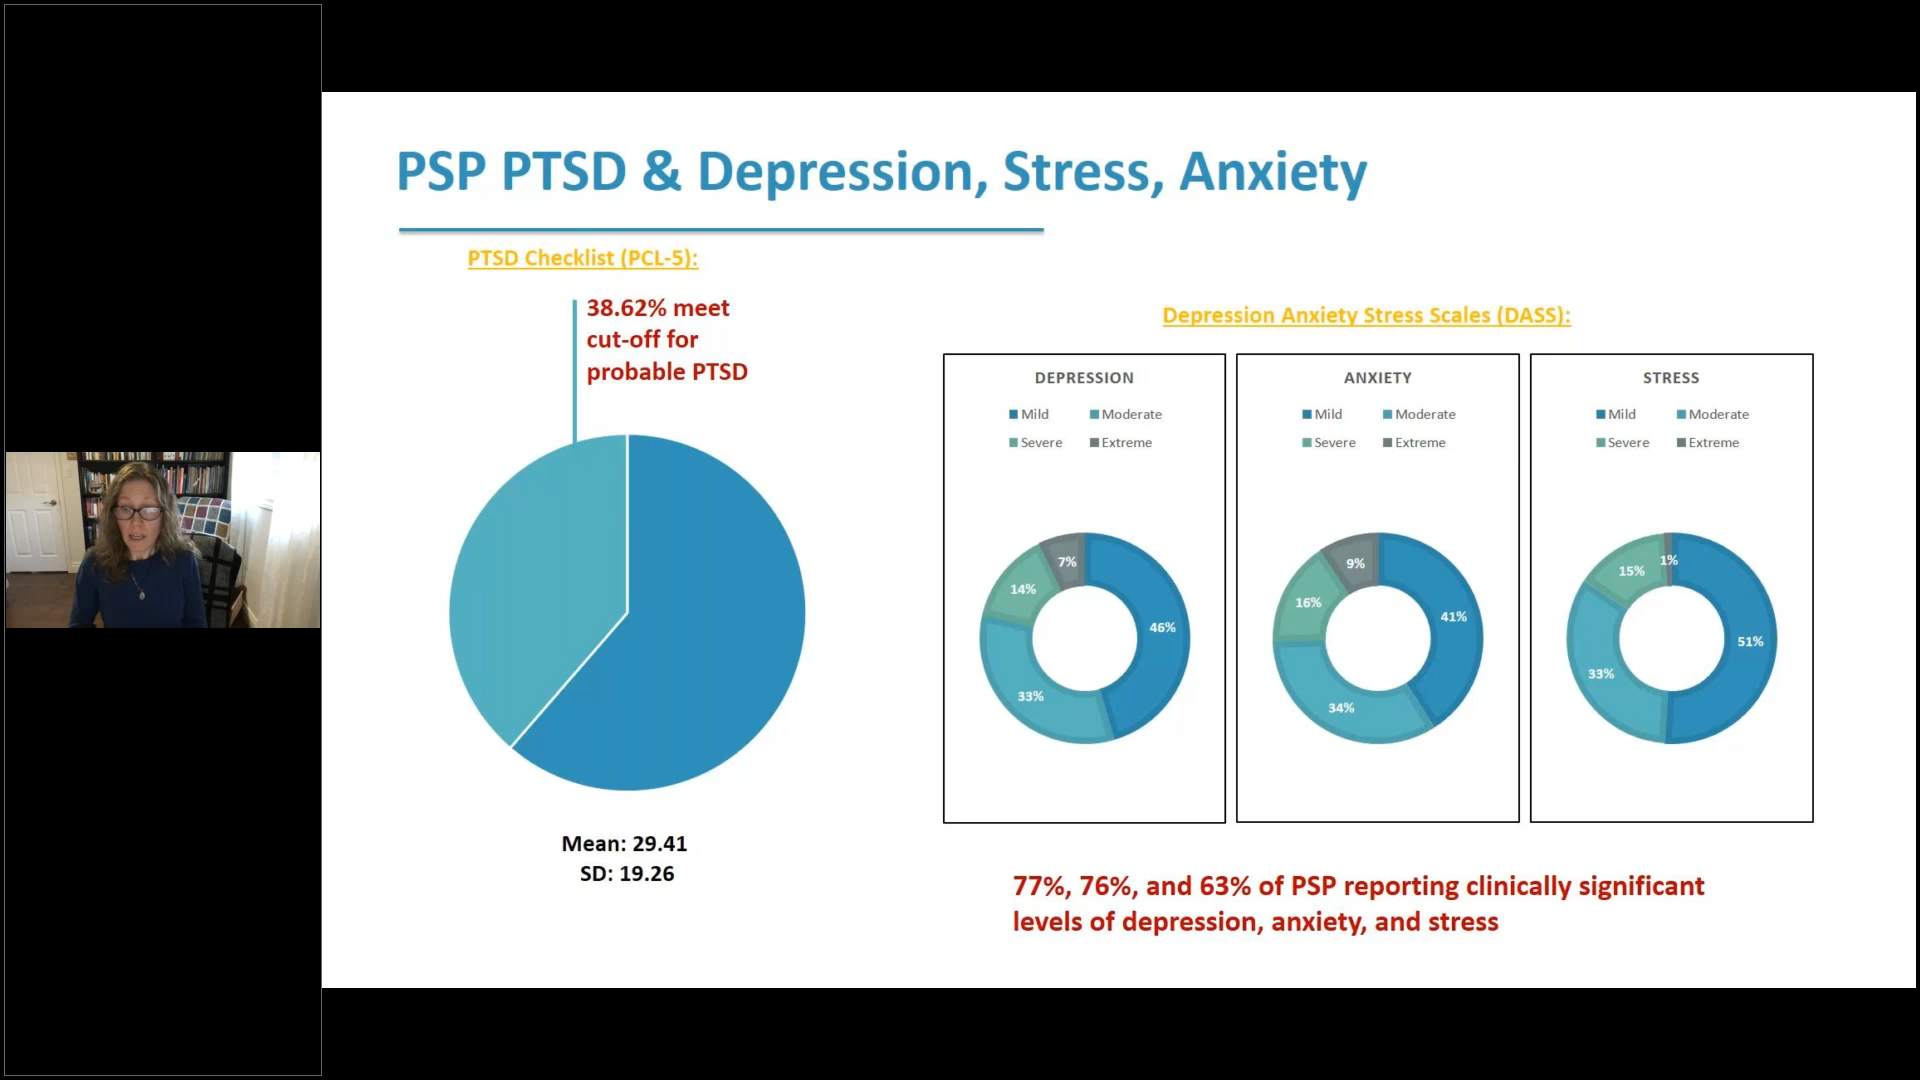 PSP PTSD & Depression, Stress, Anxiety
PTSD Checklist (PCL-5):
38.62% meet
cut-off for
probable PTSD
Mean: 29.41
SD: 19.26
Depression Anxiety Stress Scales (DASS):
DEPRESSION
Mild Moderate
Severe Extreme
7%
14%
46%
33%
ANXIETY
Mild Moderate
Severe Extreme
9%
16%
41%
34%
STRESS
Mild Moderate
Severe Extreme
1%
15%
51%
33%
77%, 76%, and 63% of PSP reporting clinically significant
levels of depression, anxiety, and stress